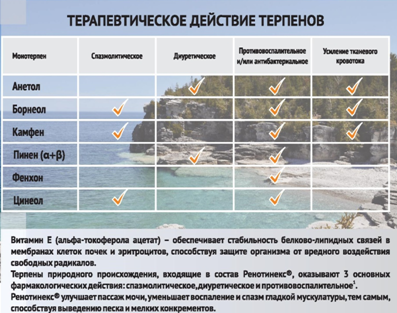 ТЕРАПЕВТИЧЕСКОЕ ДЕЙСТВИЕ ТЕРПЕНОВ
Монотерпен Спазмолитическое Диуретическое Противовоспалительное и/или антибактериальное Усиление тканевого кровотока
Анетол ✓ ✓
Борнеол ✓ ✓ ✓
Камфен ✓ ✓ ✓
Пинен (α+β) ✓ ✓
Фенхон ✓
Цинеол ✓ ✓
Витамин Е (альфа-токоферола ацетат) – обеспечивает стабильность белково-липидных связей в
мембранах клеток почек и эритроцитов, способствуя защите организма от вредного воздействия
свободных радикалов.
Терпены природного происхождения, входящие в состав Ренотинекс®, оказывают 3 основных
фармакологических действия: спазмолитическое, диуретическое и противовоспалительное¹.
Ренотинекс® улучшает пассаж мочи, уменьшает воспаление и спазм гладкой мускулатуры, тем самым,
способствуя выведению песка и мелких конкрементов.